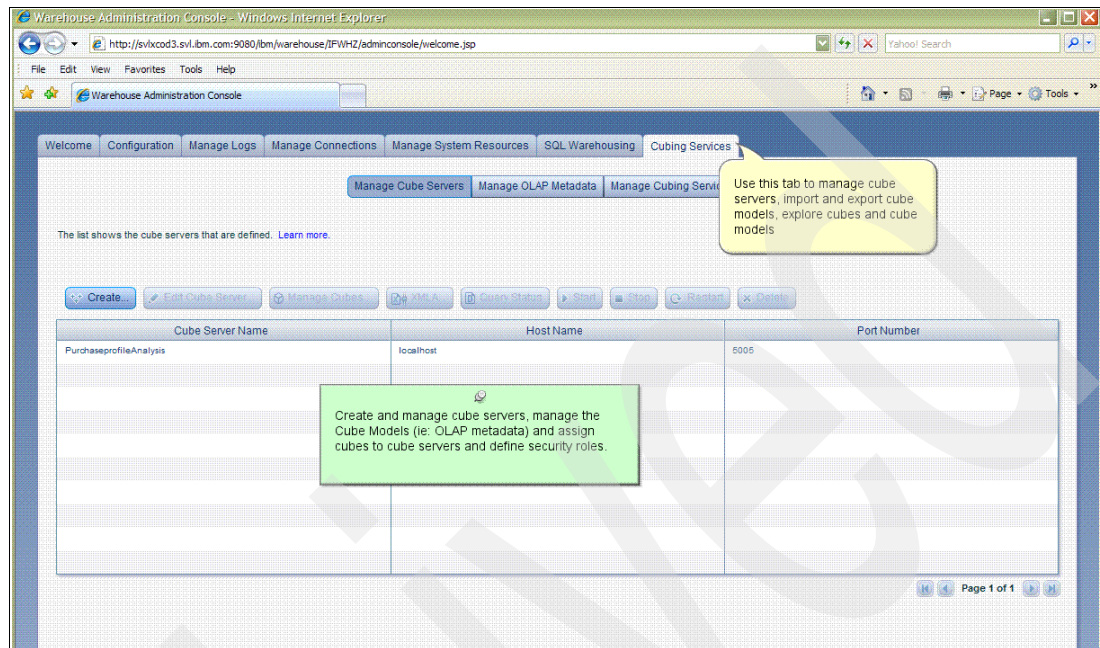 Warehouse Administration Console - Windows Internet Explorer
http://svlxcod3.svl.ibm.com:9080/ibm/warehouse/IFWHZ/adminconsole/welcome.jsp
Yahoo! Search
File Edit View Favorites Tools Help
Warehouse Administration Console
Page Tools
Welcome Configuration Manage Logs Manage Connections Manage System Resources SQL Warehousing Cubing Services
Manage Cube Servers Manage OLAP Metadata Manage Cubing Servic
Use this tab to manage cube
servers, import and export cube
models, explore cubes and cube
models
The list shows the cube servers that are defined. Learn more.
Create... Edit Cube Server... Manage Cubes... XMLA... Query Status Start Stop Restart Delete
Cube Server Name Host Name Port Number
PurchaseprofileAnalysis localhost 5005
Create and manage cube servers, manage the
Cube Models (ie: OLAP metadata) and assign
cubes to cube servers and define security roles.
Page 1 of 1